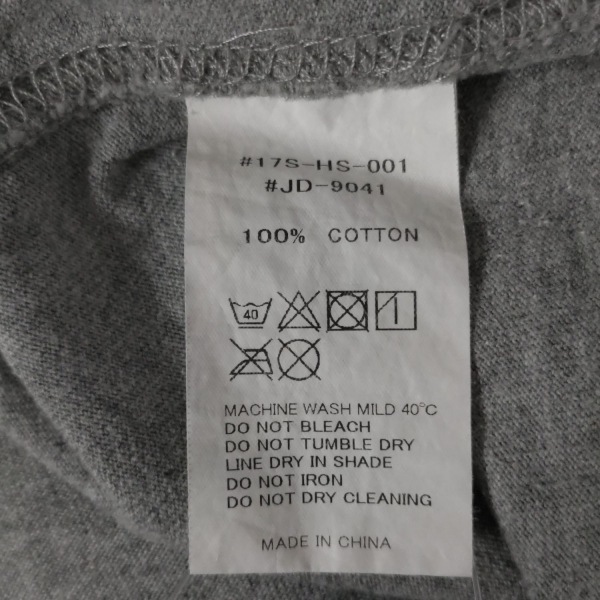 #17S-HS-001
#JD-9041
100% COTTON
40
MACHINE WASH MILD 40°C
DO NOT BLEACH
DO NOT TUMBLE DRY
LINE DRY IN SHADE
DO NOT IRON
DO NOT DRY CLEANING
MADE IN CHINA